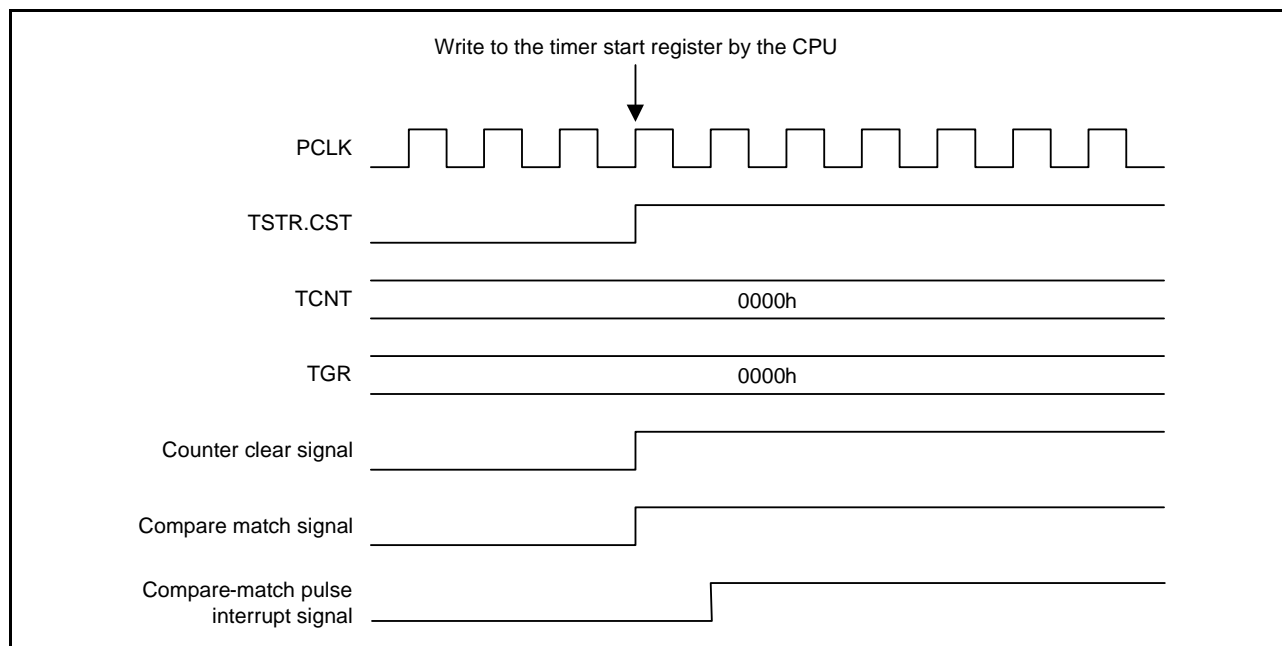 Write to the timer start register by the CPU
PCLK
TSTR.CST
TCNT
0000h
TGR
0000h
Counter clear signal
Compare match signal
Compare-match pulse
interrupt signal